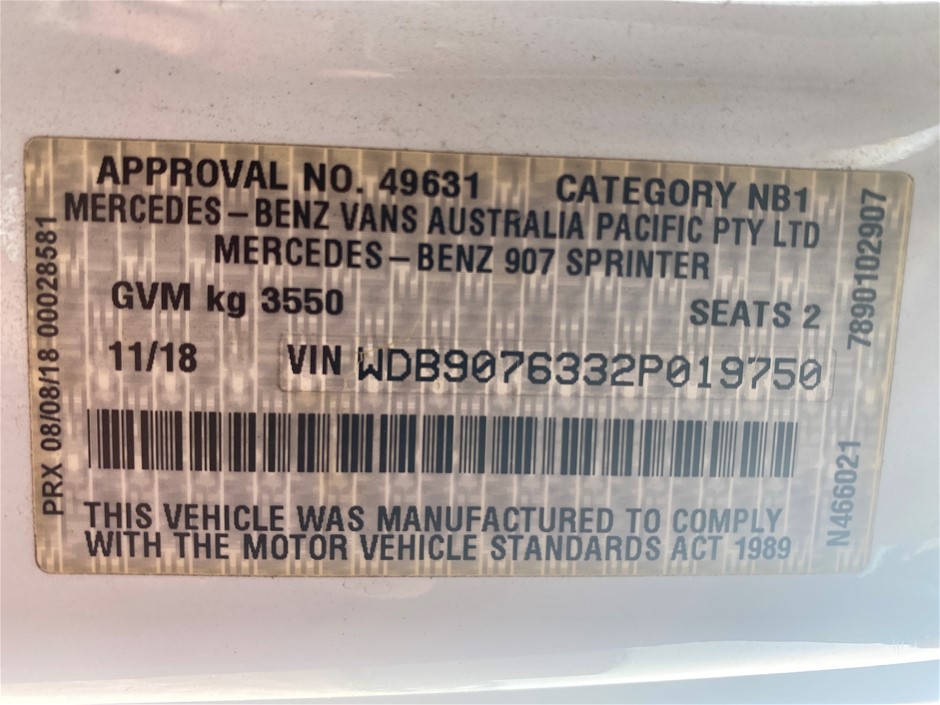 APPROVAL NO. 49631 CATEGORY NB1
MERCEDES-BENZ VANS AUSTRALIA PACIFIC PTY LTD
MERCEDES-BENZ 907 SPRINTER
GVM kg 3550 SEATS 2
11/18 VIN WDB9076332P019750
THIS VEHICLE WAS MANUFACTURED TO COMPLY
WITH THE MOTOR VEHICLE STANDARDS ACT 1989
PRX 08/08/18 00028581
7890102907
N466021